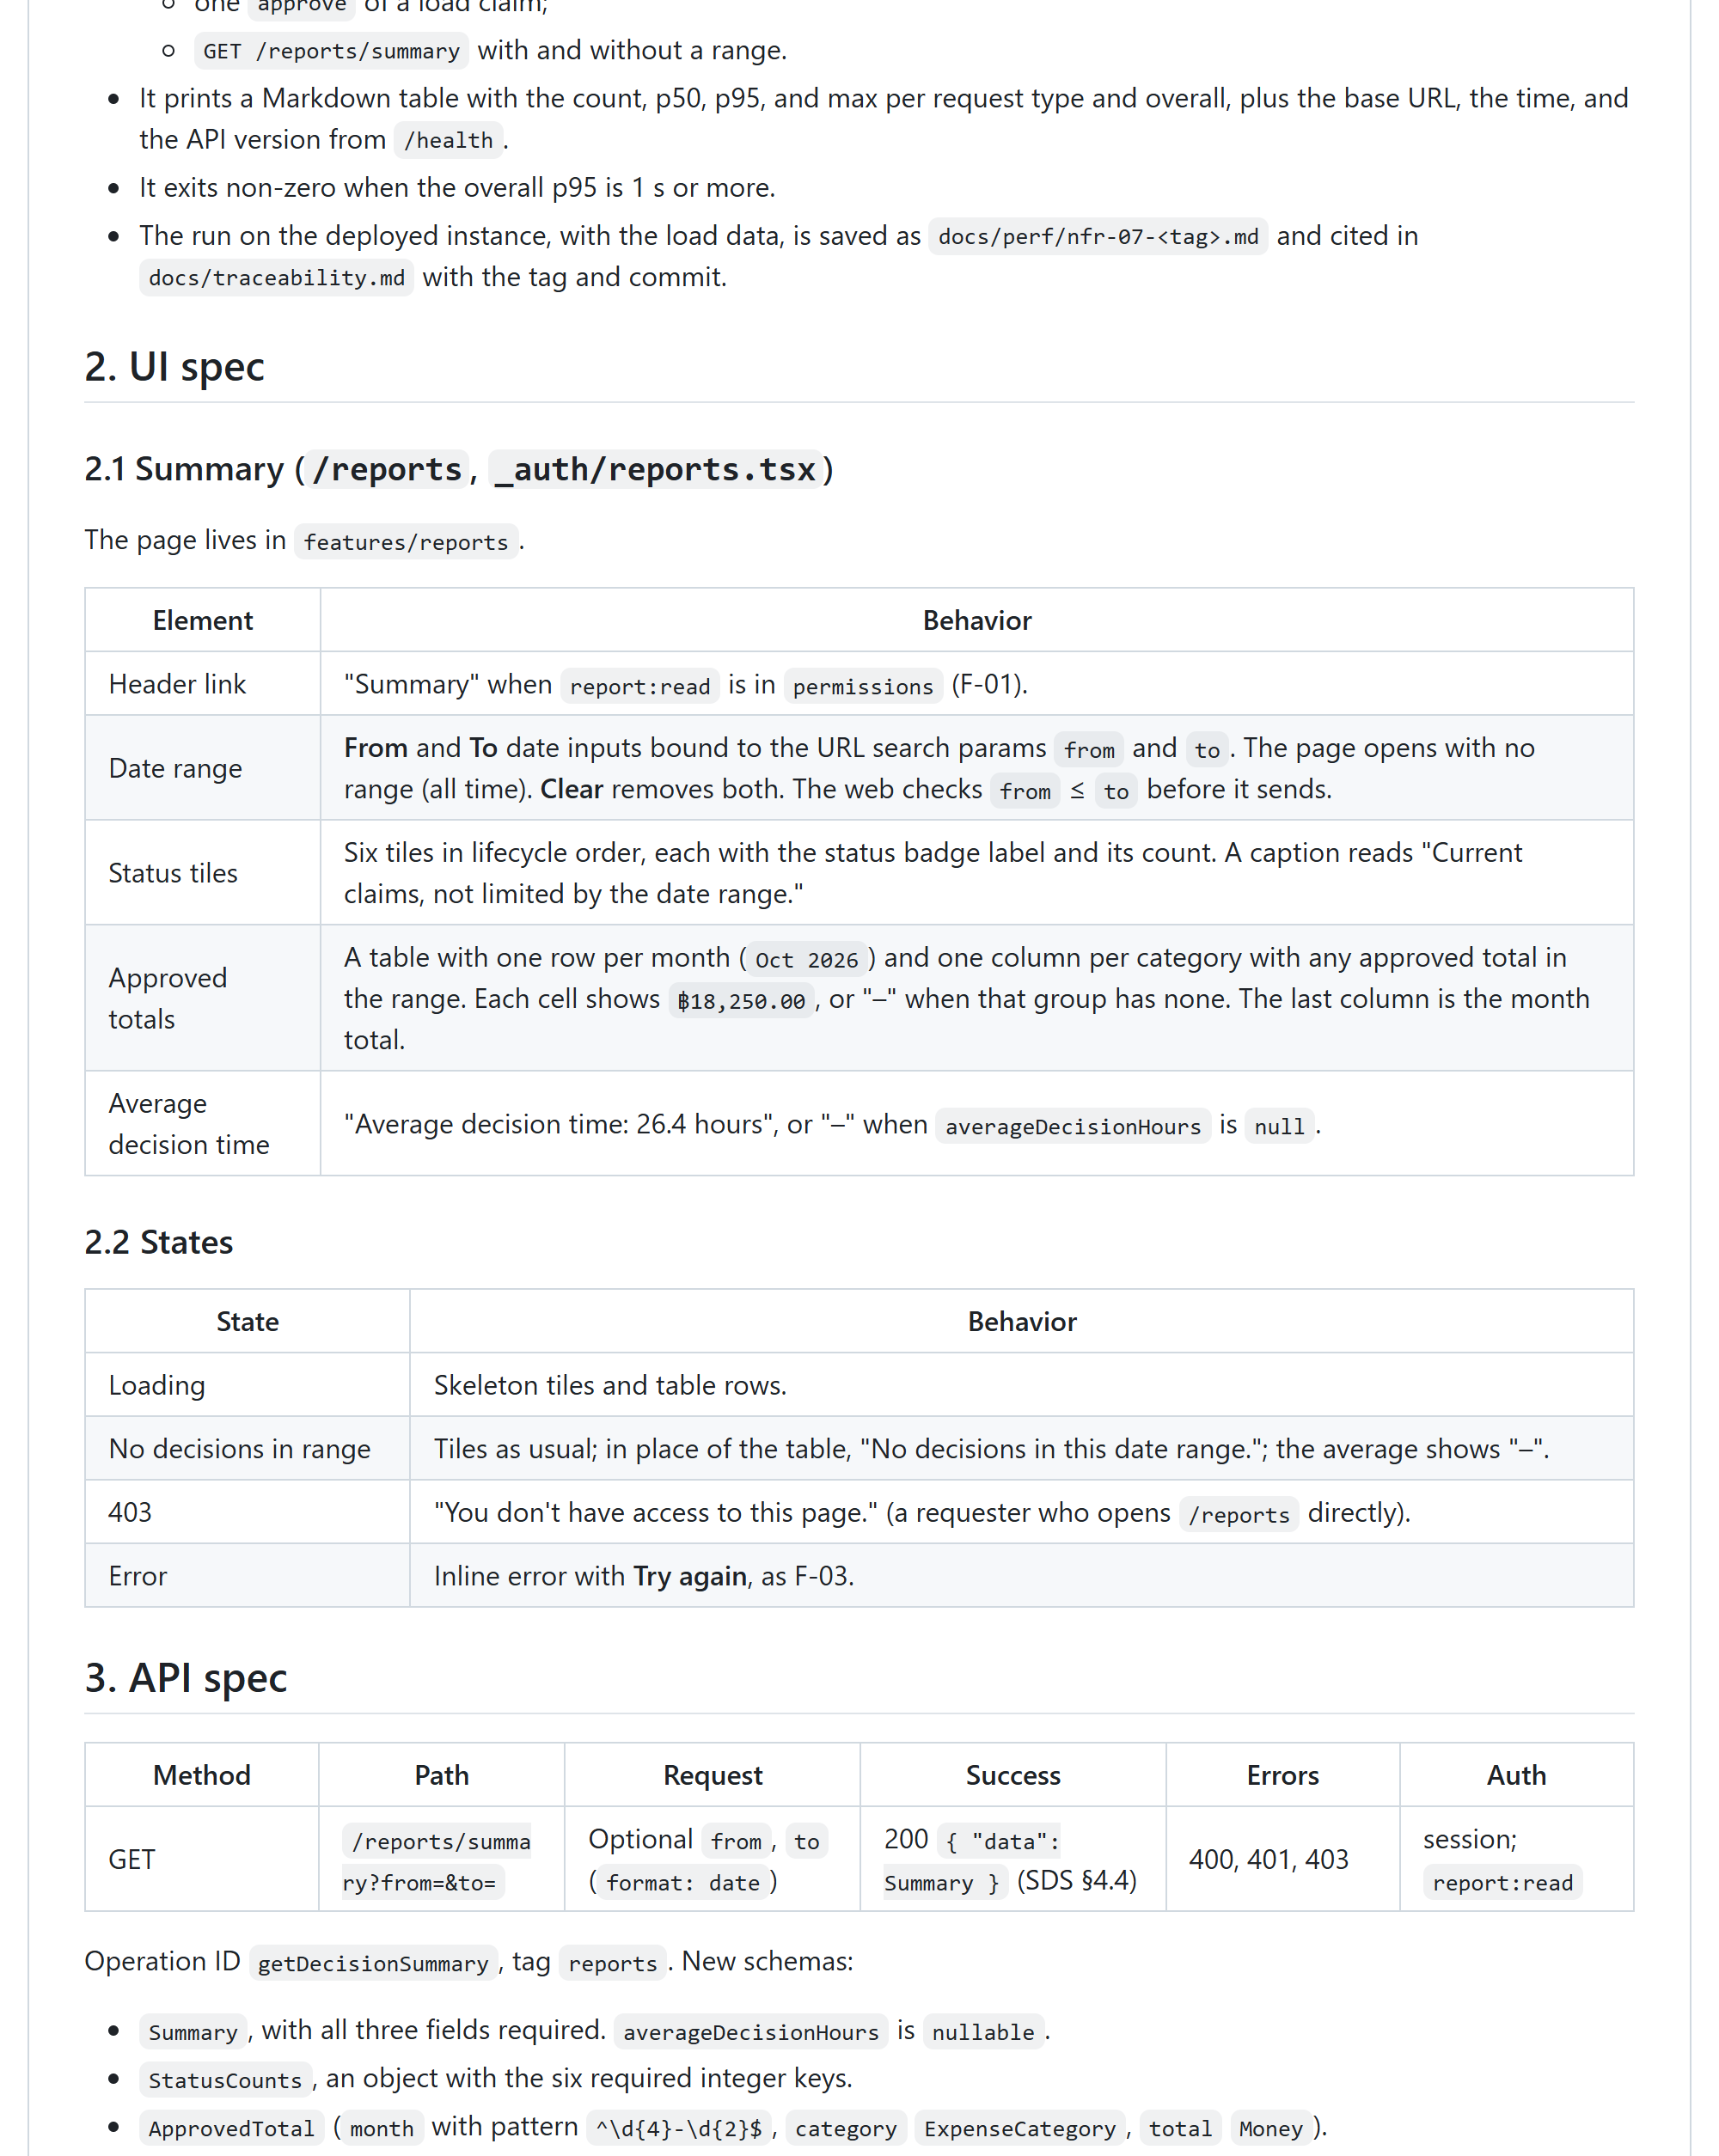 one approve of a load claim;
GET /reports/summary with and without a range.
It prints a Markdown table with the count, p50, p95, and max per request type and overall, plus the base URL, the time, and
the API version from /health.
It exits non-zero when the overall p95 is 1 s or more.
The run on the deployed instance, with the load data, is saved as docs/perf/nfr-07-<tag>.md and cited in
docs/traceability.md with the tag and commit.
2. UI spec
2.1 Summary (/reports, _auth/reports.tsx)
The page lives in features/reports.
Element
Behavior
Header link
"Summary" when report:read is in permissions (F-01).
Date range
From and To date inputs bound to the URL search params from and to. The page opens with no
range (all time). Clear removes both. The web checks from ≤ to before it sends.
Status tiles
Six tiles in lifecycle order, each with the status badge label and its count. A caption reads "Current
claims, not limited by the date range."
Approved
totals
A table with one row per month (Oct 2026) and one column per category with any approved total in
the range. Each cell shows ฿18,250.00, or "–" when that group has none. The last column is the month
total.
Average
decision time
"Average decision time: 26.4 hours", or "–" when averageDecisionHours is null.
2.2 States
State
Behavior
Loading
Skeleton tiles and table rows.
No decisions in range
Tiles as usual; in place of the table, "No decisions in this date range."; the average shows "–".
403
"You don't have access to this page." (a requester who opens /reports directly).
Error
Inline error with Try again, as F-03.
3. API spec
Method
Path
Request
Success
Errors
Auth
GET
/reports/summa
ry?from=&to=
Optional from, to
(format: date)
200 { "data":
Summary } (SDS §4.4)
400, 401, 403
session;
report:read
Operation ID getDecisionSummary, tag reports. New schemas:
Summary, with all three fields required. averageDecisionHours is nullable.
StatusCounts, an object with the six required integer keys.
ApprovedTotal (month with pattern ^\d{4}-\d{2}$, category ExpenseCategory, total Money).